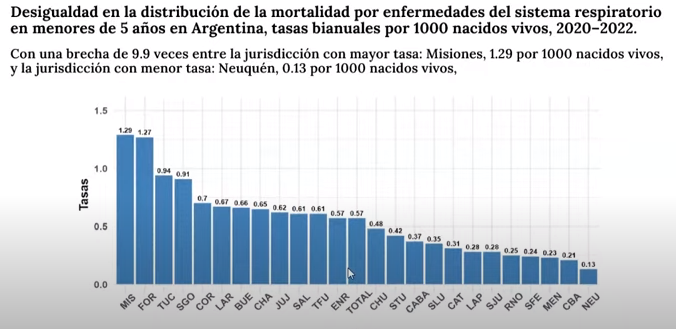 Desigualdad en la distribución de la mortalidad por enfermedades del sistema respiratorio
en menores de 5 años en Argentina, tasas bianuales por 1000 nacidos vivos, 2020–2022.
Con una brecha de 9.9 veces entre la jurisdicción con mayor tasa: Misiones, 1.29 por 1000 nacidos vivos,
y la jurisdicción con menor tasa: Neuquén, 0.13 por 1000 nacidos vivos,
Tasas
1.5
1.0
0.5
0.0
1.29 1.27 0.94 0.91 0.7 0.67 0.66 0.65 0.62 0.61 0.61 0.57 0.57 0.48 0.42 0.37 0.35 0.31 0.28 0.28 0.25 0.24 0.23 0.21 0.13
MIS FOR TUC SGO COR LAR BUE CHA JUJ SAL TFU ENR TOTAL CHU STU CABA SLU CAT LAP SJU RNO SFE MEN CBA NEU